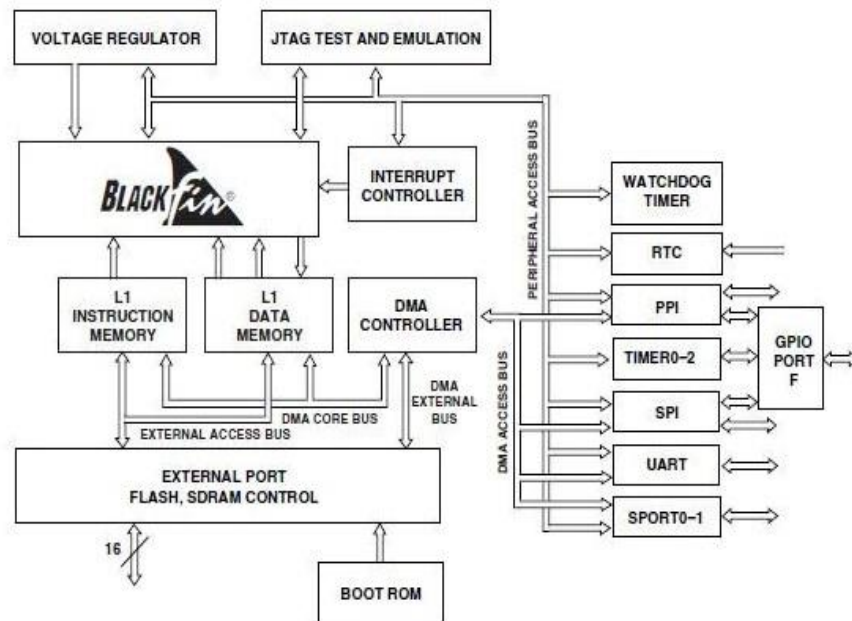 VOLTAGE REGULATOR
JTAG TEST AND EMULATION
BLACKfin®
INTERRUPT
CONTROLLER
PERIPHERAL ACCESS BUS
WATCHDOG
TIMER
RTC
L1
INSTRUCTION
MEMORY
L1
DATA
MEMORY
DMA
CONTROLLER
PPI
GPIO
PORT
F
TIMER0–2
DMA ACCESS BUS
DMA
EXTERNAL
BUS
DMA CORE BUS
EXTERNAL ACCESS BUS
SPI
UART
SPORT0–1
EXTERNAL PORT
FLASH, SDRAM CONTROL
16
BOOT ROM